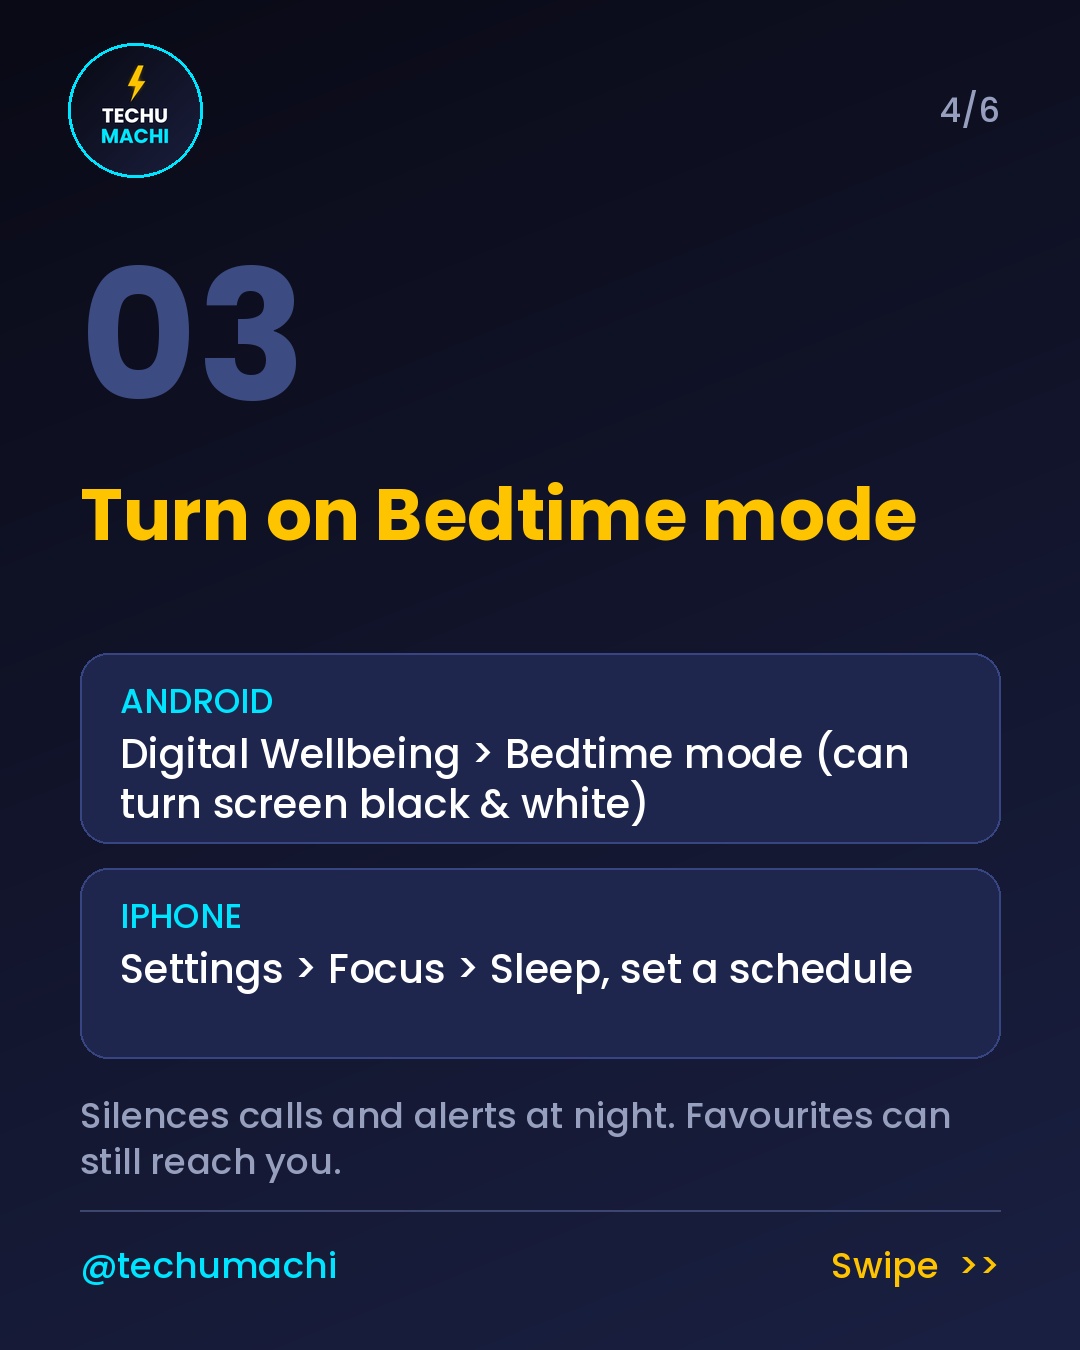 TECHU
MACHI
4/6
03
Turn on Bedtime mode
ANDROID
Digital Wellbeing > Bedtime mode (can
turn screen black & white)
IPHONE
Settings > Focus > Sleep, set a schedule
Silences calls and alerts at night. Favourites can
still reach you.
@techumachi
Swipe >>